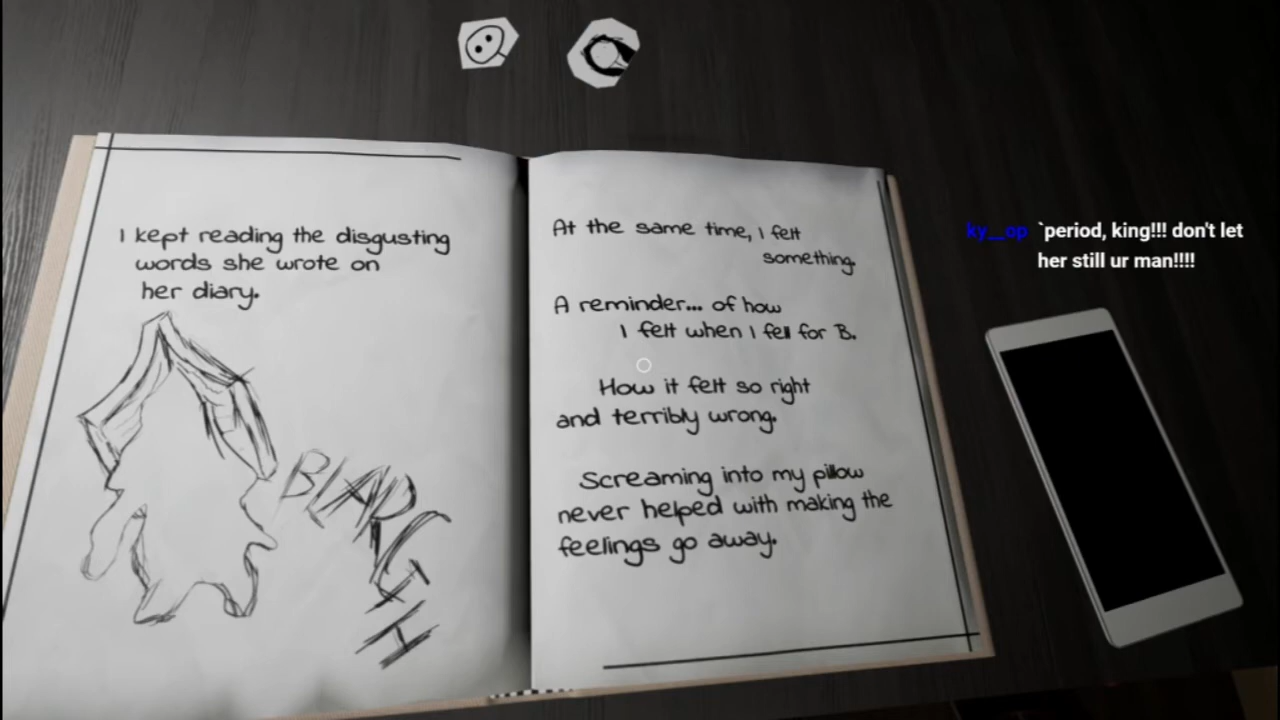 I kept reading the disgusting
words she wrote on
her diary.
BLARGH
At the same time, I felt
something.
A reminder... of how
I felt when I fell for B.
How it felt so right
and terribly wrong.
Screaming into my pillow
never helped with making the
feelings go away.
ky__op `period, king!!! don't let
her still ur man!!!!